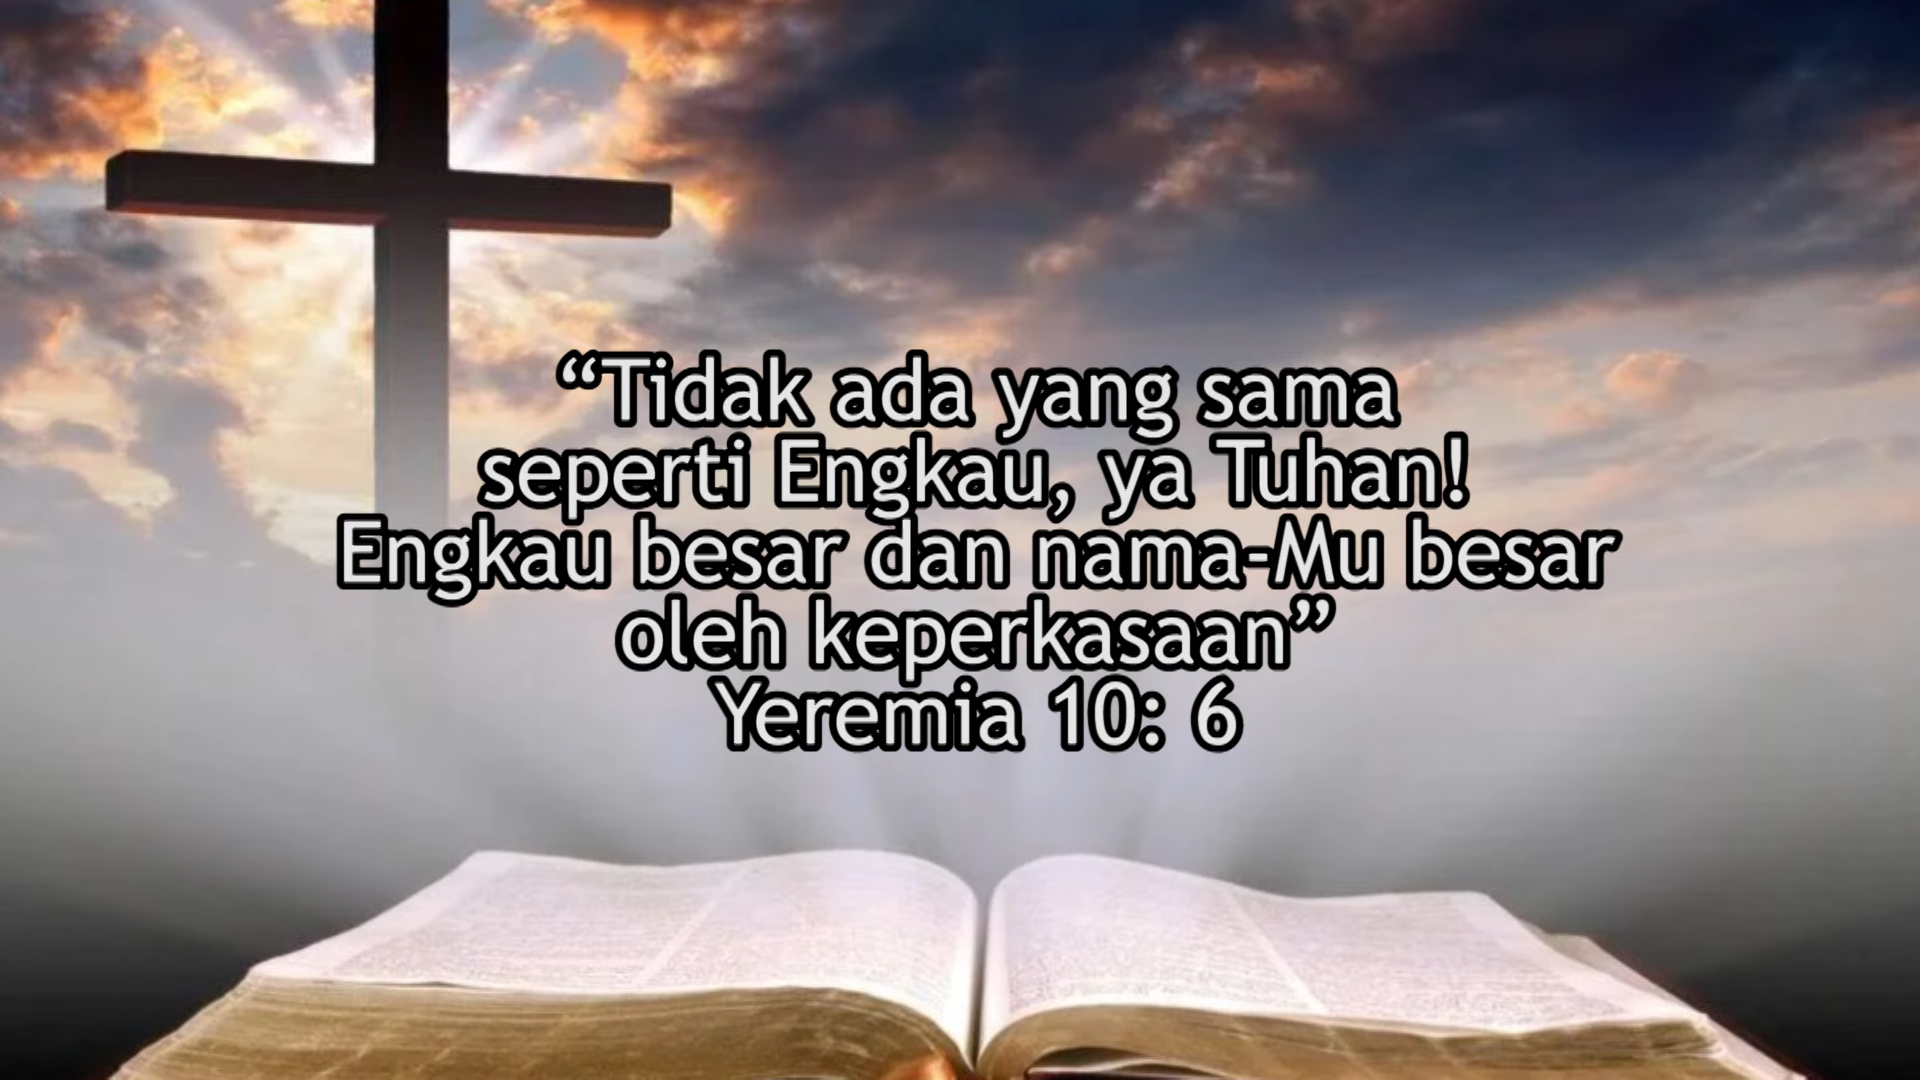 “Tidak ada yang sama
seperti Engkau, ya Tuhan!
Engkau besar dan nama-Mu besar
oleh keperkasaan”
Yeremia 10: 6